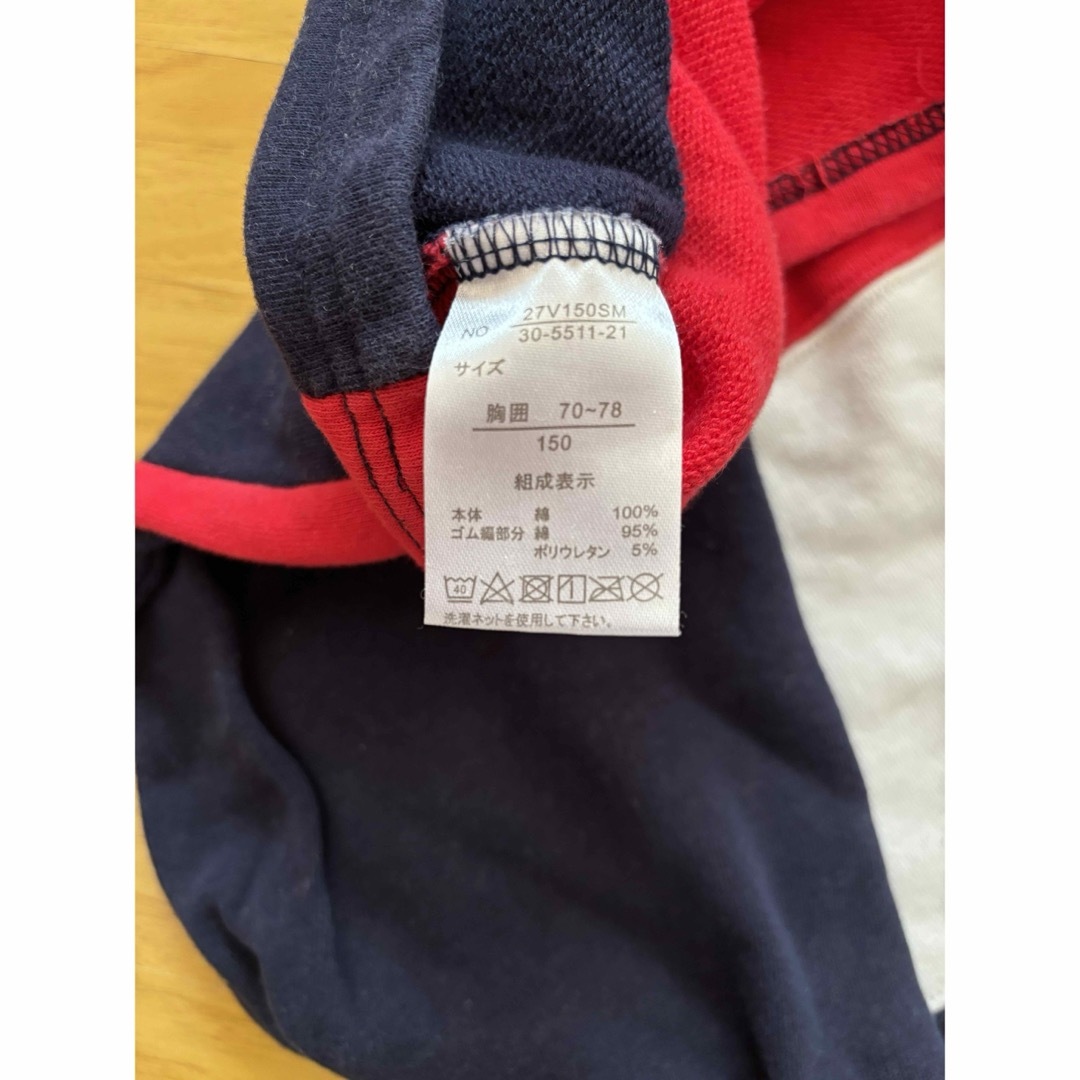 27V150SM
NO 30-5511-21
サイズ
胸囲 70~78
150
組成表示
本体 綿 100%
ゴム編部分 綿 95%
ポリウレタン 5%
40 1
洗濯ネットを使用して下さい。